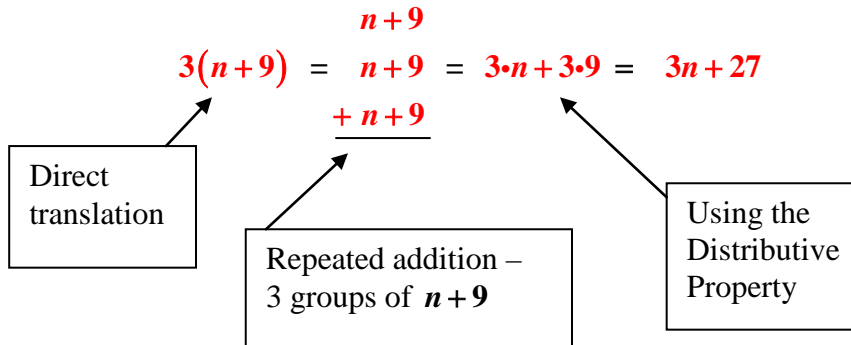 n + 9
3(n + 9) = n + 9 = 3•n + 3•9 = 3n + 27
+ n + 9
Direct
translation
Repeated addition –
3 groups of n + 9
Using the
Distributive
Property